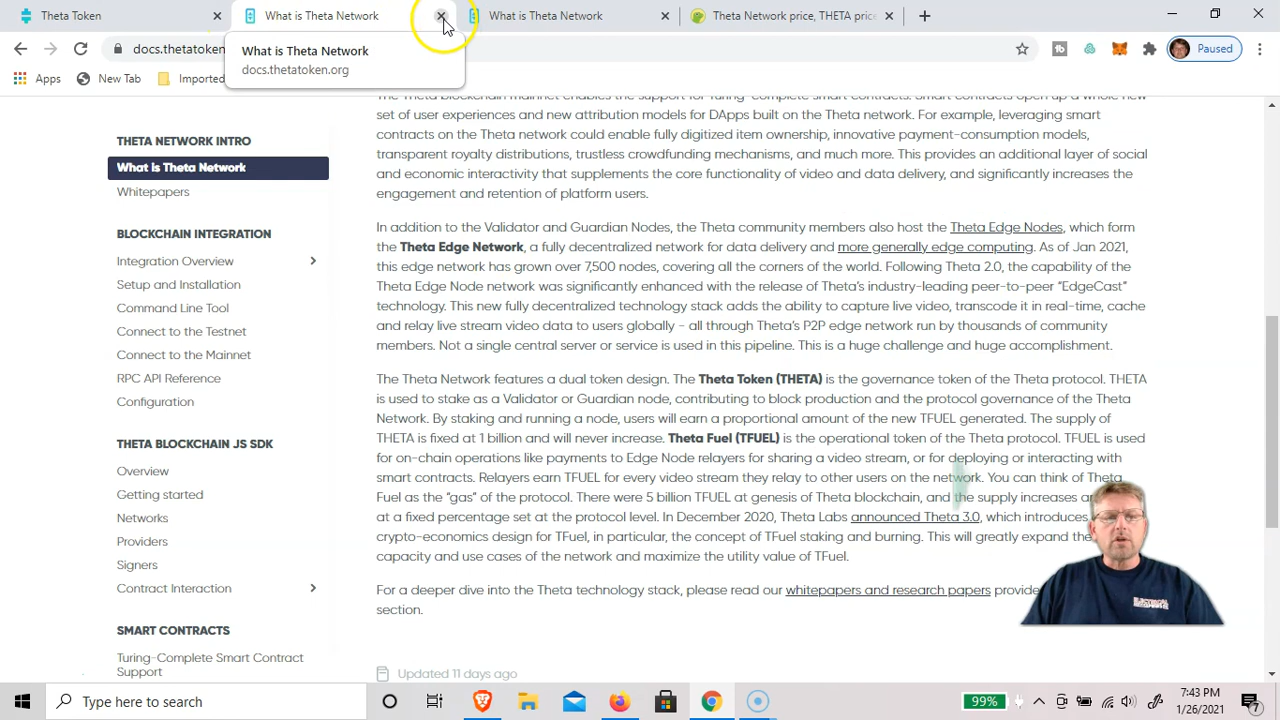 Theta Token
What is Theta Network
What is Theta Network
Theta Network price, THETA price
docs.thetatoken
What is Theta Network
docs.thetatoken.org
Paused
Apps
New Tab
Imported
The Theta blockchain mainnet enables the support for Turing-complete smart contracts. Smart contracts open up a whole new
set of user experiences and new attribution models for DApps built on the Theta network. For example, leveraging smart
contracts on the Theta network could enable fully digitized item ownership, innovative payment-consumption models,
transparent royalty distributions, trustless crowdfunding mechanisms, and much more. This provides an additional layer of social
and economic interactivity that supplements the core functionality of video and data delivery, and significantly increases the
engagement and retention of platform users.
In addition to the Validator and Guardian Nodes, the Theta community members also host the Theta Edge Nodes, which form
the Theta Edge Network, a fully decentralized network for data delivery and more generally edge computing. As of Jan 2021,
this edge network has grown over 7,500 nodes, covering all the corners of the world. Following Theta 2.0, the capability of the
Theta Edge Node network was significantly enhanced with the release of Theta's industry-leading peer-to-peer “EdgeCast”
technology. This new fully decentralized technology stack adds the ability to capture live video, transcode it in real-time, cache
and relay live stream video data to users globally - all through Theta's P2P edge network run by thousands of community
members. Not a single central server or service is used in this pipeline. This is a huge challenge and huge accomplishment.
The Theta Network features a dual token design. The Theta Token (THETA) is the governance token of the Theta protocol. THETA
is used to stake as a Validator or Guardian node, contributing to block production and the protocol governance of the Theta
Network. By staking and running a node, users will earn a proportional amount of the new TFUEL generated. The supply of
THETA is fixed at 1 billion and will never increase. Theta Fuel (TFUEL) is the operational token of the Theta protocol. TFUEL is used
for on-chain operations like payments to Edge Node relayers for sharing a video stream, or for deploying or interacting with
smart contracts. Relayers earn TFUEL for every video stream they relay to other users on the network. You can think of Theta
Fuel as the “gas” of the protocol. There were 5 billion TFUEL at genesis of Theta blockchain, and the supply increases
at a fixed percentage set at the protocol level. In December 2020, Theta Labs announced Theta 3.0, which introduces
crypto-economics design for TFuel, in particular, the concept of TFuel staking and burning. This will greatly expand the
capacity and use cases of the network and maximize the utility value of TFuel.
For a deeper dive into the Theta technology stack, please read our whitepapers and research papers
section.
Updated 11 days ago
THETA NETWORK INTRO
What is Theta Network
Whitepapers
BLOCKCHAIN INTEGRATION
Integration Overview
Setup and Installation
Command Line Tool
Connect to the Testnet
Connect to the Mainnet
RPC API Reference
Configuration
THETA BLOCKCHAIN JS SDK
Overview
Getting started
Networks
Providers
Signers
Contract Interaction
SMART CONTRACTS
Turing-Complete Smart Contract
Support
Type here to search
99%
7:43 PM
1/26/2021
7